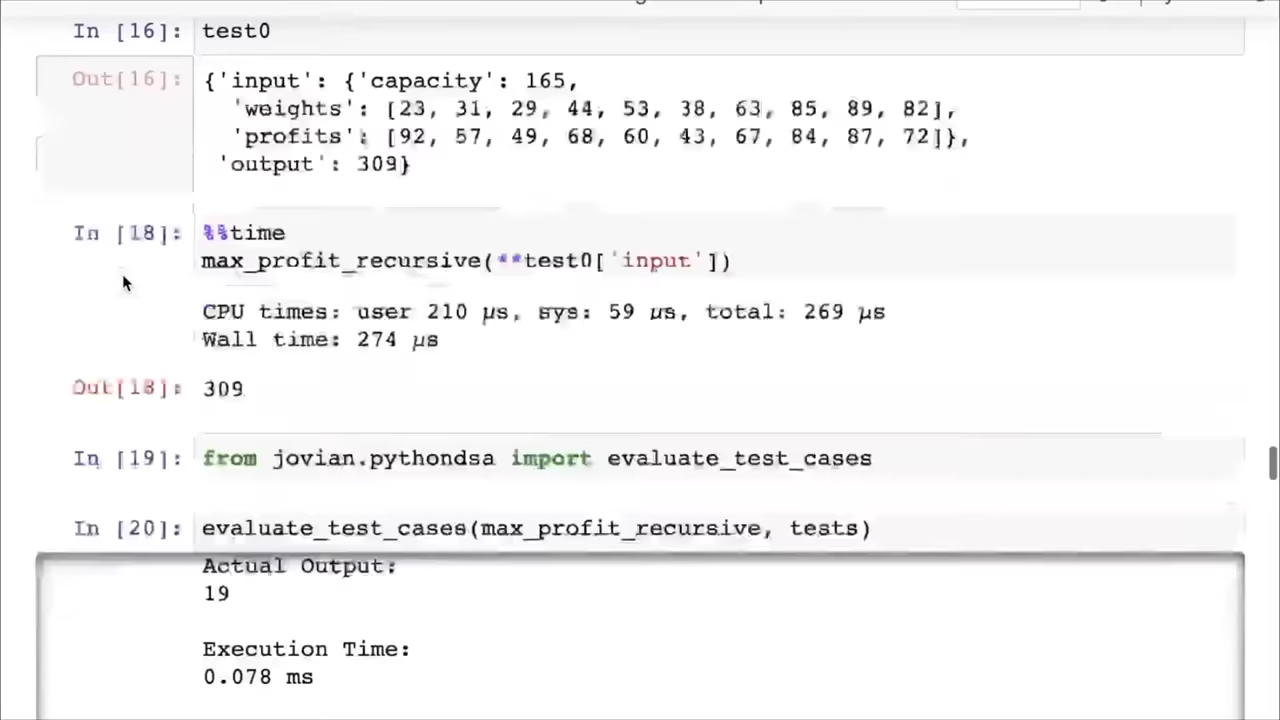 In [16]: test0
Out[16]: {'input': {'capacity': 165,
'weights': [23, 31, 29, 44, 53, 38, 63, 85, 89, 82],
'profits': [92, 57, 49, 68, 60, 43, 67, 84, 87, 72]},
'output': 309}
In [18]: %%time
max_profit_recursive(**test0['input'])
CPU times: user 210 µs, sys: 59 µs, total: 269 µs
Wall time: 274 µs
Out[18]: 309
In [19]: from jovian.pythondsa import evaluate_test_cases
In [20]: evaluate_test_cases(max_profit_recursive, tests)
Actual Output:
19
Execution Time:
0.078 ms